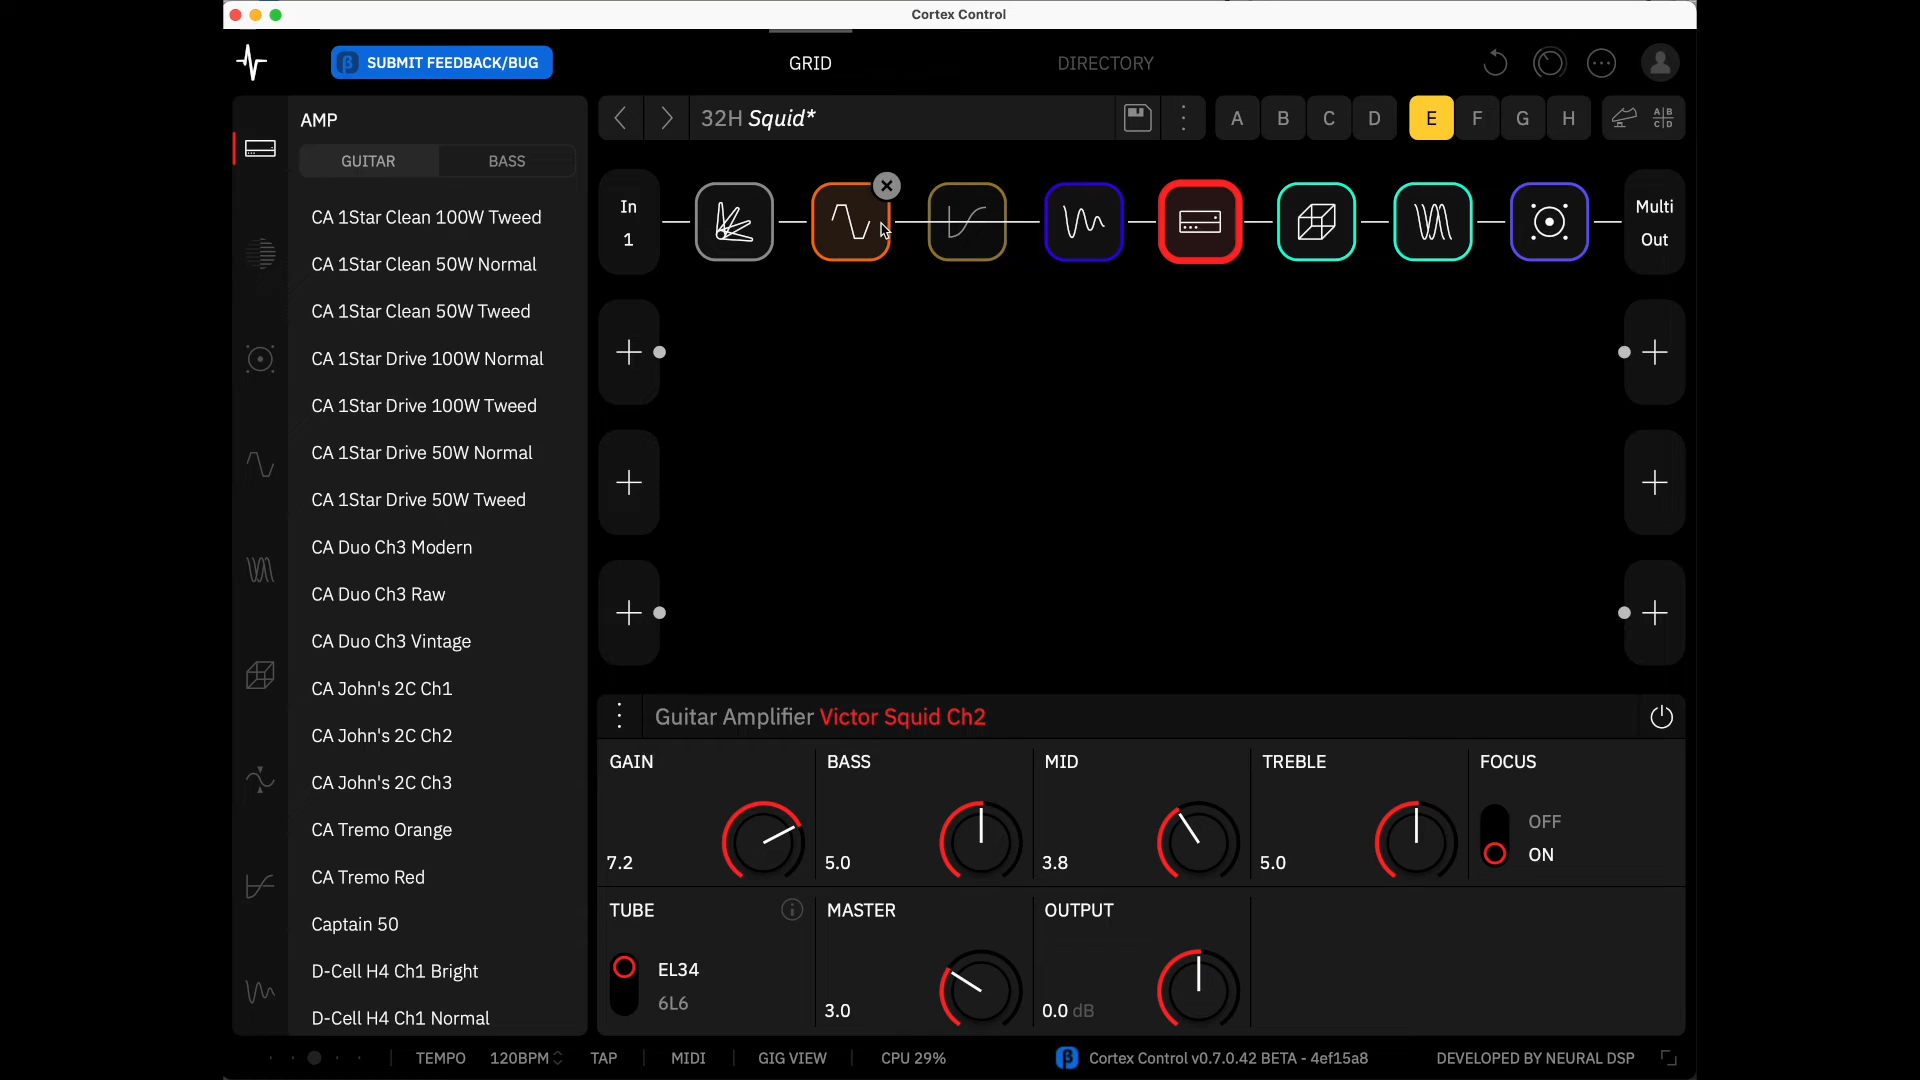 Cortex Control
β SUBMIT FEEDBACK/BUG
GRID
DIRECTORY
AMP
GUITAR
BASS
CA 1Star Clean 100W Tweed
CA 1Star Clean 50W Normal
CA 1Star Clean 50W Tweed
CA 1Star Drive 100W Normal
CA 1Star Drive 100W Tweed
CA 1Star Drive 50W Normal
CA 1Star Drive 50W Tweed
CA Duo Ch3 Modern
CA Duo Ch3 Raw
CA Duo Ch3 Vintage
CA John's 2C Ch1
CA John's 2C Ch2
CA John's 2C Ch3
CA Tremo Orange
CA Tremo Red
Captain 50
D-Cell H4 Ch1 Bright
D-Cell H4 Ch1 Normal
32H Squid*
A
B
C
D
E
F
G
H
A B
C D
In
1
Multi
Out
Guitar Amplifier Victor Squid Ch2
GAIN
7.2
BASS
5.0
MID
3.8
TREBLE
5.0
FOCUS
OFF
ON
TUBE
EL34
6L6
MASTER
3.0
OUTPUT
0.0 dB
TEMPO
120BPM
TAP
MIDI
GIG VIEW
CPU 29%
β Cortex Control v0.7.0.42 BETA - 4ef15a8
DEVELOPED BY NEURAL DSP